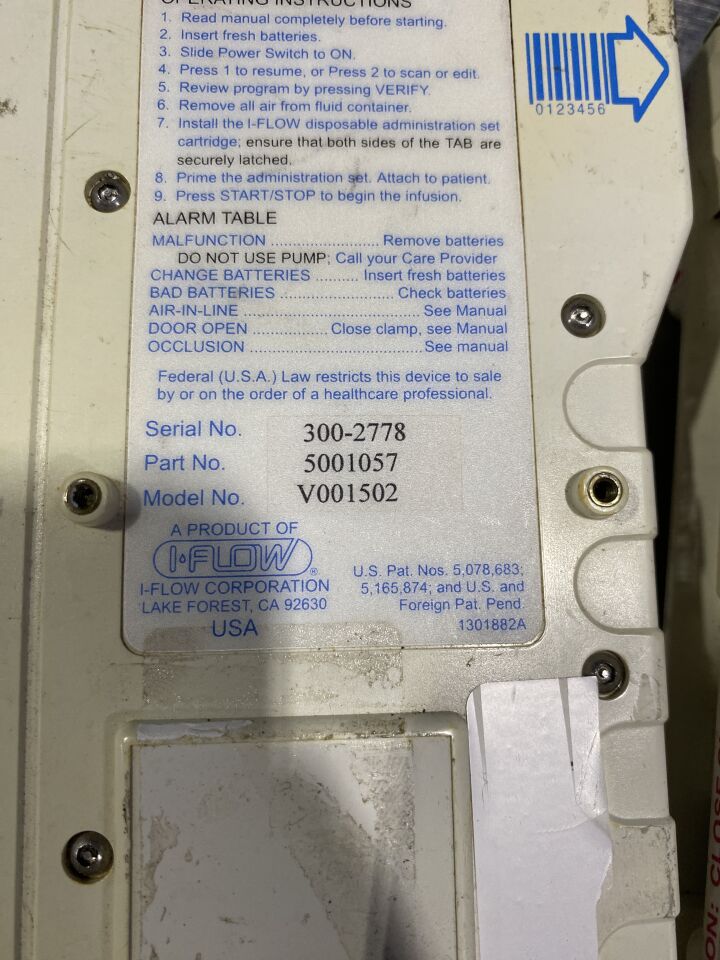 OPERATING INSTRUCTIONS
1. Read manual completely before starting.
2. Insert fresh batteries.
3. Slide Power Switch to ON.
4. Press 1 to resume, or Press 2 to scan or edit.
5. Review program by pressing VERIFY.
6. Remove all air from fluid container.
7. Install the I-FLOW disposable administration set
cartridge; ensure that both sides of the TAB are
securely latched.
8. Prime the administration set. Attach to patient.
9. Press START/STOP to begin the infusion.
0123456
ALARM TABLE
MALFUNCTION ........................ Remove batteries
DO NOT USE PUMP; Call your Care Provider
CHANGE BATTERIES .......... Insert fresh batteries
BAD BATTERIES .......................... Check batteries
AIR-IN-LINE ........................................ See Manual
DOOR OPEN ................. Close clamp, see Manual
OCCLUSION ....................................... See manual
Federal (U.S.A.) Law restricts this device to sale
by or on the order of a healthcare professional.
Serial No. 300-2778
Part No. 5001057
Model No. V001502
A PRODUCT OF
I-FLOW®
I-FLOW CORPORATION
LAKE FOREST, CA 92630
USA
U.S. Pat. Nos. 5,078,683;
5,165,874; and U.S. and
Foreign Pat. Pend.
1301882A